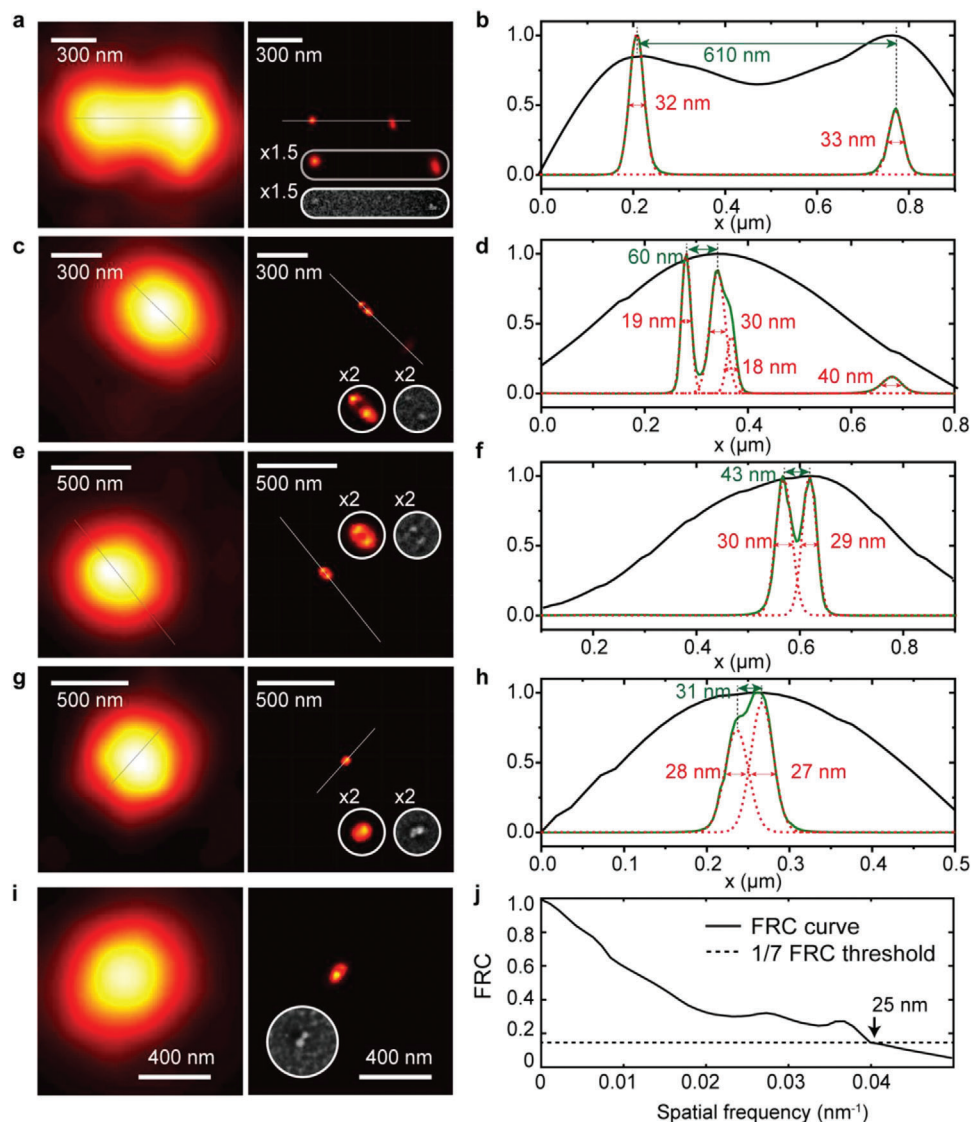 a
300 nm
300 nm
x1.5
x1.5
b
1.0
0.5
0.0
610 nm
32 nm
33 nm
0.0 0.2 0.4 0.6 0.8
x (µm)
c
300 nm
300 nm
x2 x2
d
1.0
0.5
0.0
60 nm
19 nm
30 nm
18 nm
40 nm
0.0 0.2 0.4 0.6 0.8
x (µm)
e
500 nm
500 nm
x2 x2
f
1.0
0.5
0.0
43 nm
30 nm
29 nm
0.2 0.4 0.6 0.8
x (µm)
g
500 nm
500 nm
x2 x2
h
1.0
0.5
0.0
31 nm
28 nm
27 nm
0.0 0.1 0.2 0.3 0.4 0.5
x (µm)
i
400 nm
400 nm
j
FRC
1.0
0.8
0.6
0.4
0.2
0
FRC curve
1/7 FRC threshold
25 nm
0 0.01 0.02 0.03 0.04
Spatial frequency (nm⁻¹)